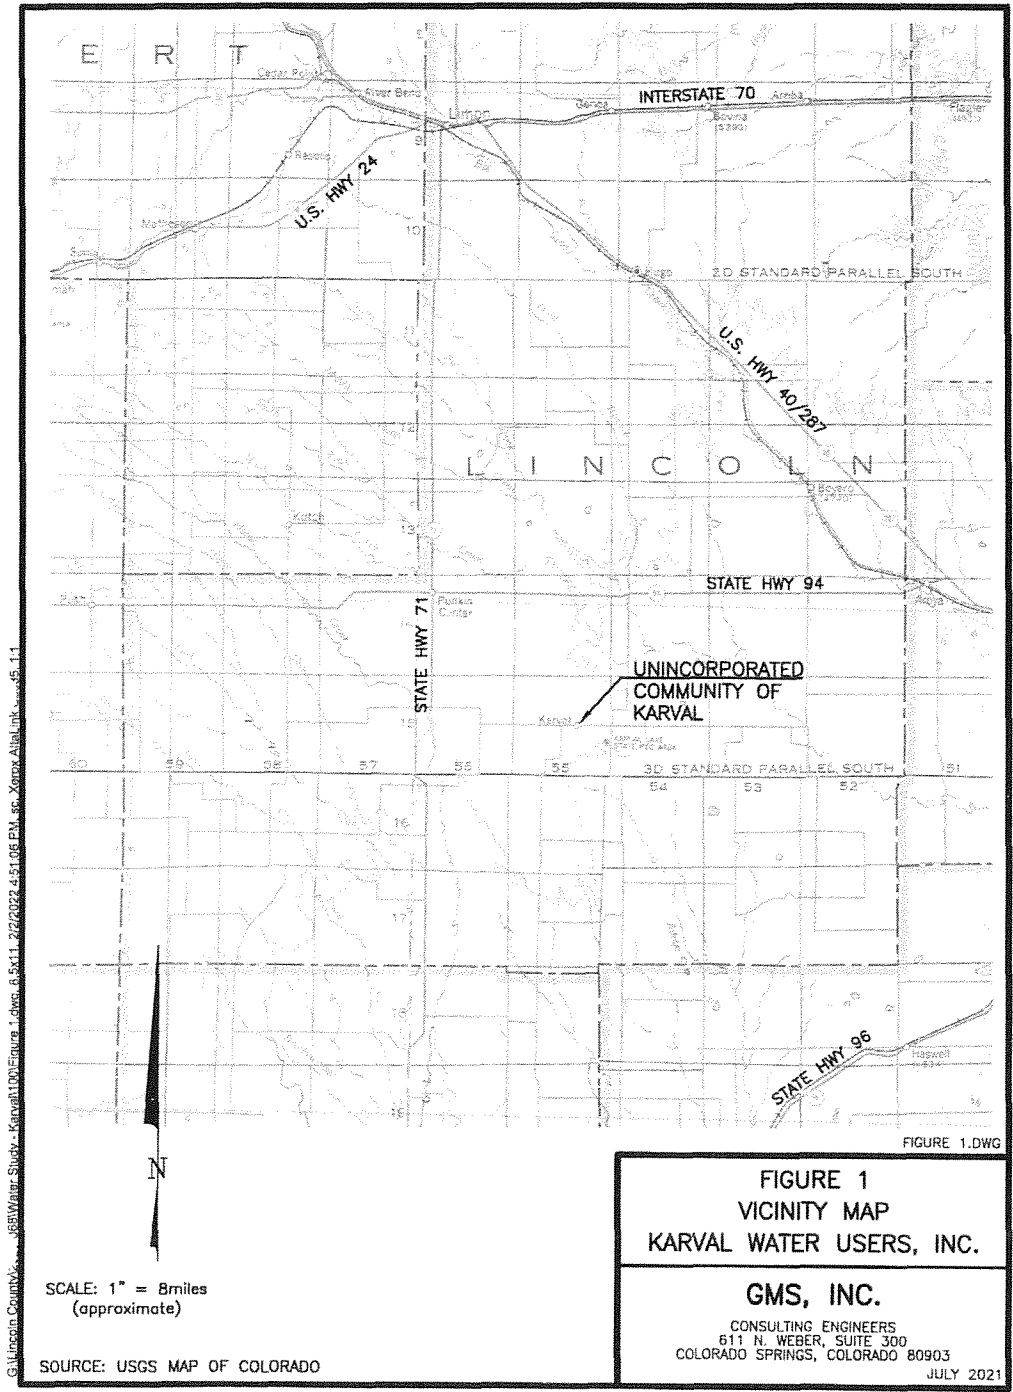 E R T
Cedar Point
River Bend
Limon
Genoa
INTERSTATE 70
Arriba
Bovina
Flagler
9
Ramah
U.S. HWY 24
Matheson
10
Hugo
2D STANDARD PARALLEL SOUTH
U.S. HWY 40/287
12
L I N C O L N
Boyero
Kutch
13
STATE HWY 94
Rush
Punkin
Center
Aroya
STATE HWY 71
UNINCORPORATED
COMMUNITY OF
KARVAL
15
Karval
60 59 58 57 56 55 3D STANDARD PARALLEL SOUTH 51
54 53 52
16
17
18
STATE HWY 96
Haswell
N
FIGURE 1.DWG
FIGURE 1
VICINITY MAP
KARVAL WATER USERS, INC.
GMS, INC.
CONSULTING ENGINEERS
611 N. WEBER, SUITE 300
COLORADO SPRINGS, COLORADO 80903
JULY 2021
SCALE: 1" = 8miles
(approximate)
SOURCE: USGS MAP OF COLORADO